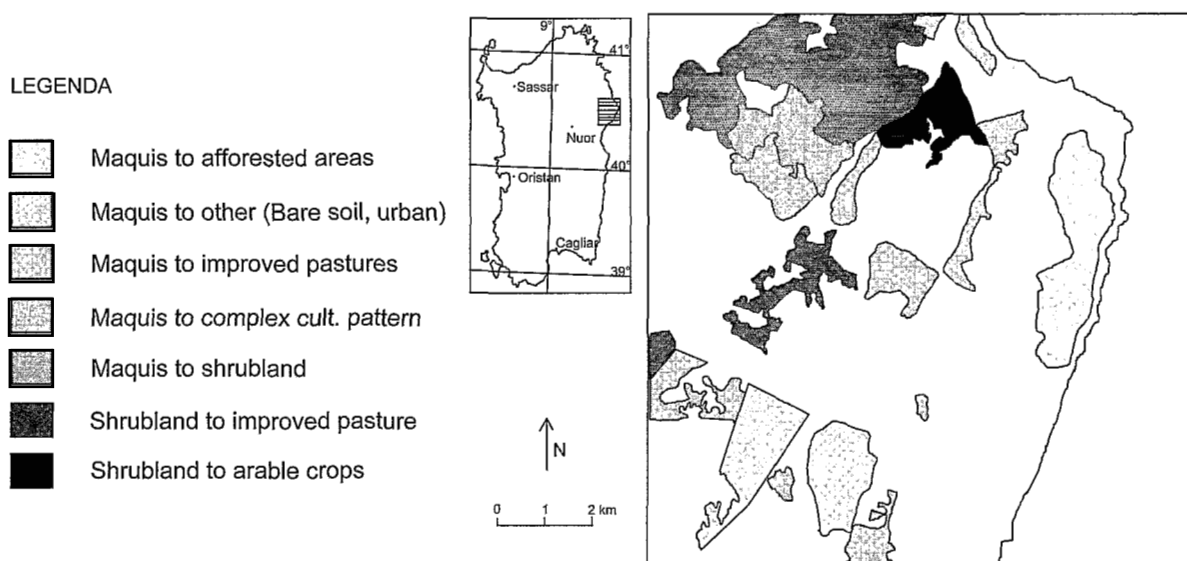 LEGENDA
Maquis to afforested areas
Maquis to other (Bare soil, urban)
Maquis to improved pastures
Maquis to complex cult. pattern
Maquis to shrubland
Shrubland to improved pasture
Shrubland to arable crops
9°
41°
Sassar
Nuor
40°
Oristan
Cagliar
39°
N
0 1 2 km